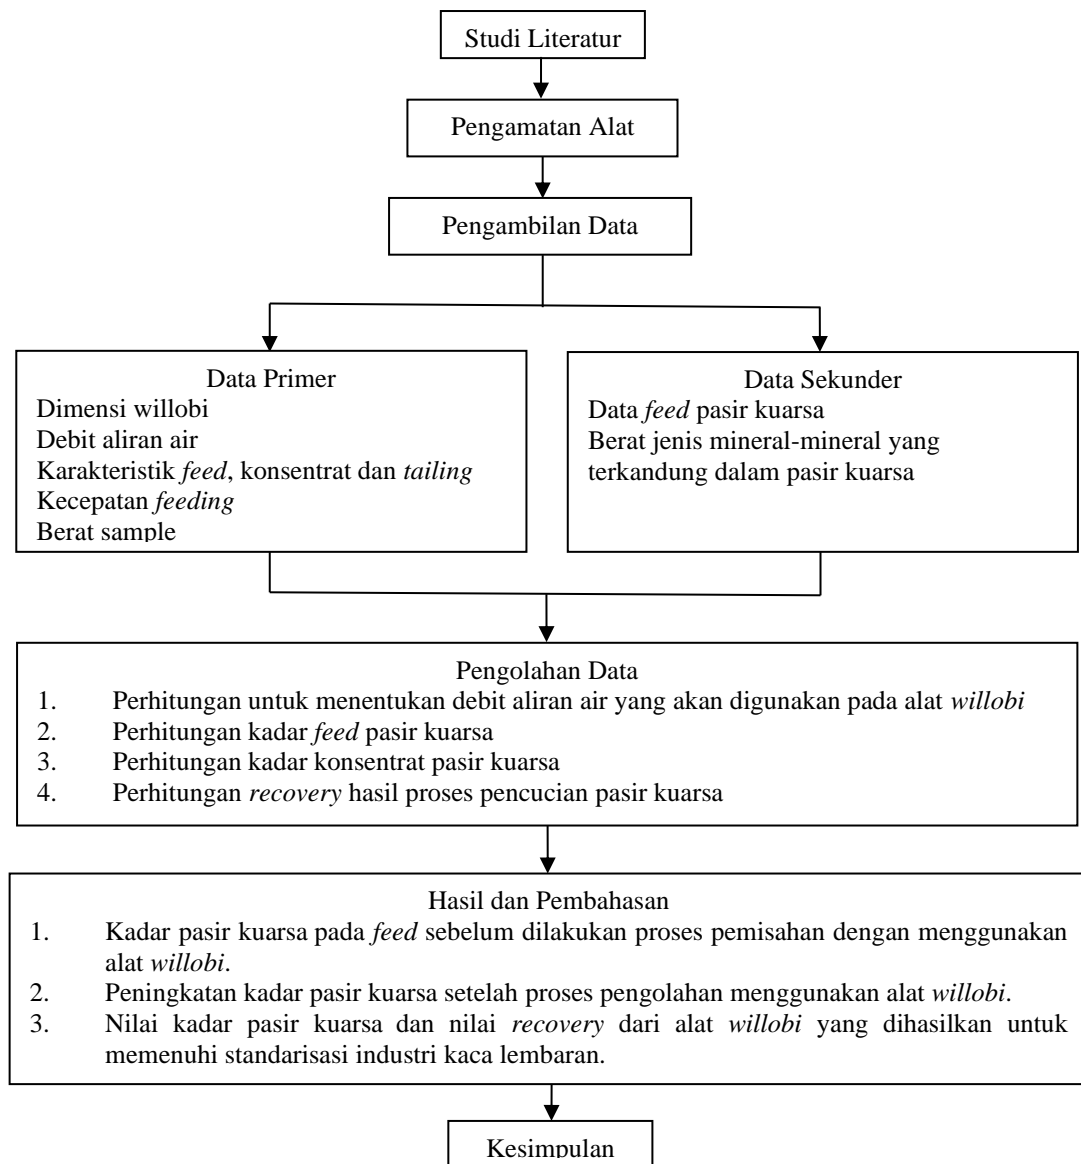 Studi Literatur
Pengamatan Alat
Pengambilan Data
Data Primer
Dimensi willobi
Debit aliran air
Karakteristik feed, konsentrat dan tailing
Kecepatan feeding
Berat sample
Data Sekunder
Data feed pasir kuarsa
Berat jenis mineral-mineral yang
terkandung dalam pasir kuarsa
Pengolahan Data
1. Perhitungan untuk menentukan debit aliran air yang akan digunakan pada alat willobi
2. Perhitungan kadar feed pasir kuarsa
3. Perhitungan kadar konsentrat pasir kuarsa
4. Perhitungan recovery hasil proses pencucian pasir kuarsa
Hasil dan Pembahasan
1. Kadar pasir kuarsa pada feed sebelum dilakukan proses pemisahan dengan menggunakan
alat willobi.
2. Peningkatan kadar pasir kuarsa setelah proses pengolahan menggunakan alat willobi.
3. Nilai kadar pasir kuarsa dan nilai recovery dari alat willobi yang dihasilkan untuk
memenuhi standarisasi industri kaca lembaran.
Kesimpulan